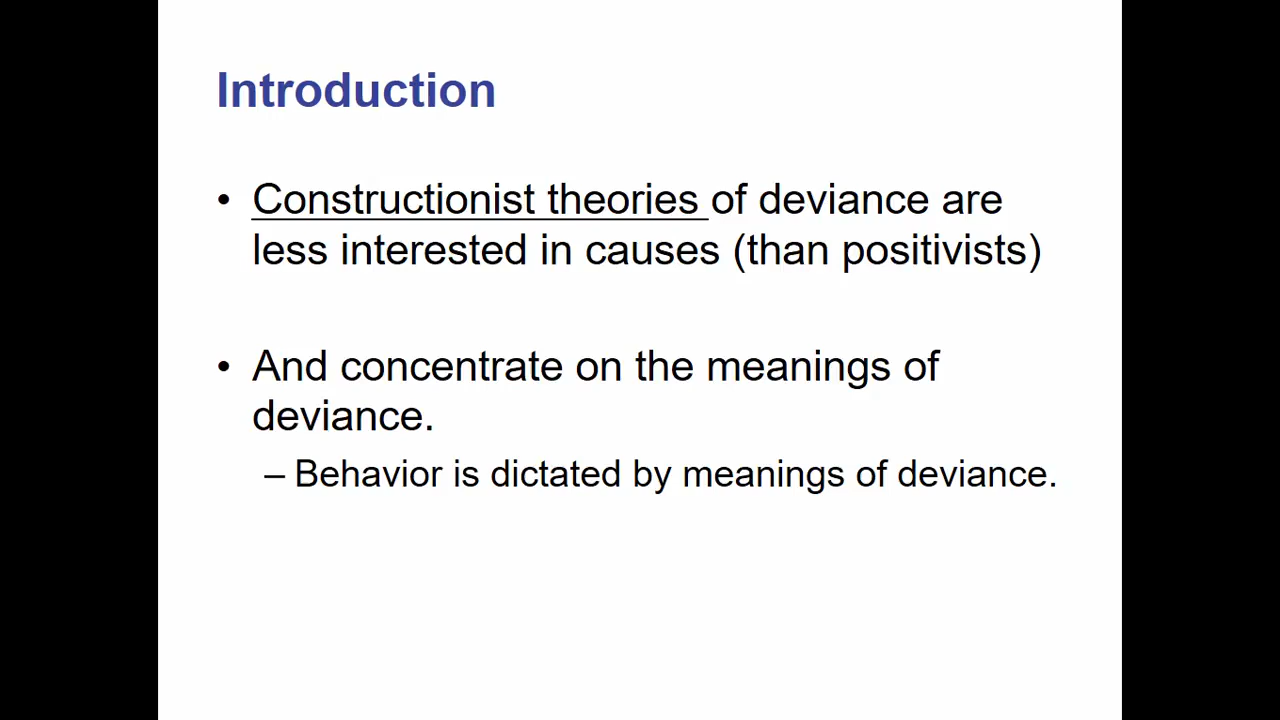 Introduction
• Constructionist theories of deviance are
less interested in causes (than positivists)
• And concentrate on the meanings of
deviance.
– Behavior is dictated by meanings of deviance.